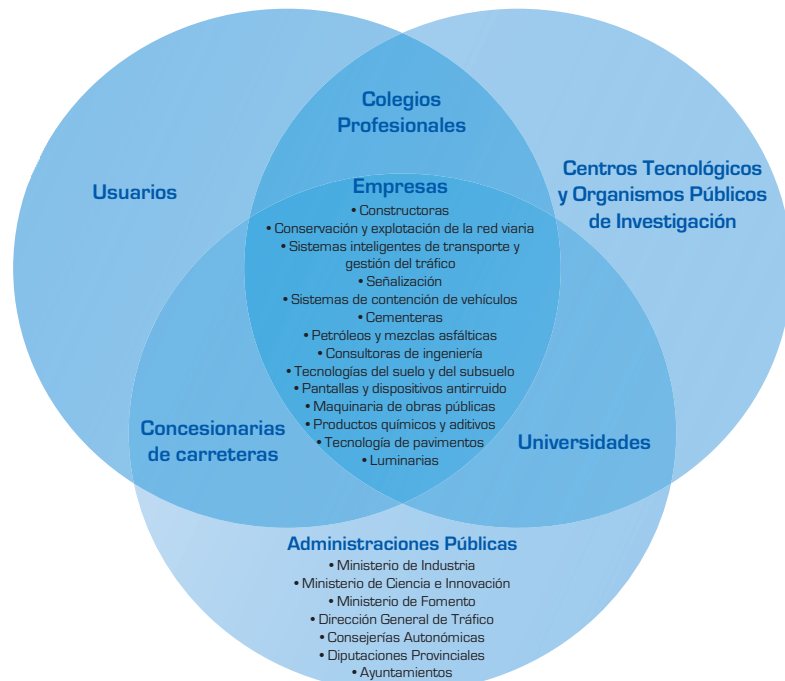 Colegios
Profesionales
Usuarios
Centros Tecnológicos
y Organismos Públicos
de Investigación
Empresas
• Constructoras
• Conservación y explotación de la red viaria
• Sistemas inteligentes de transporte y
gestión del tráfico
• Señalización
• Sistemas de contención de vehículos
• Cementeras
• Petróleos y mezclas asfálticas
• Consultoras de ingeniería
• Tecnologías del suelo y del subsuelo
• Pantallas y dispositivos antirruido
• Maquinaria de obras públicas
• Productos químicos y aditivos
• Tecnología de pavimentos
• Luminarias
Concesionarias
de carreteras
Universidades
Administraciones Públicas
• Ministerio de Industria
• Ministerio de Ciencia e Innovación
• Ministerio de Fomento
• Dirección General de Tráfico
• Consejerías Autonómicas
• Diputaciones Provinciales
• Ayuntamientos